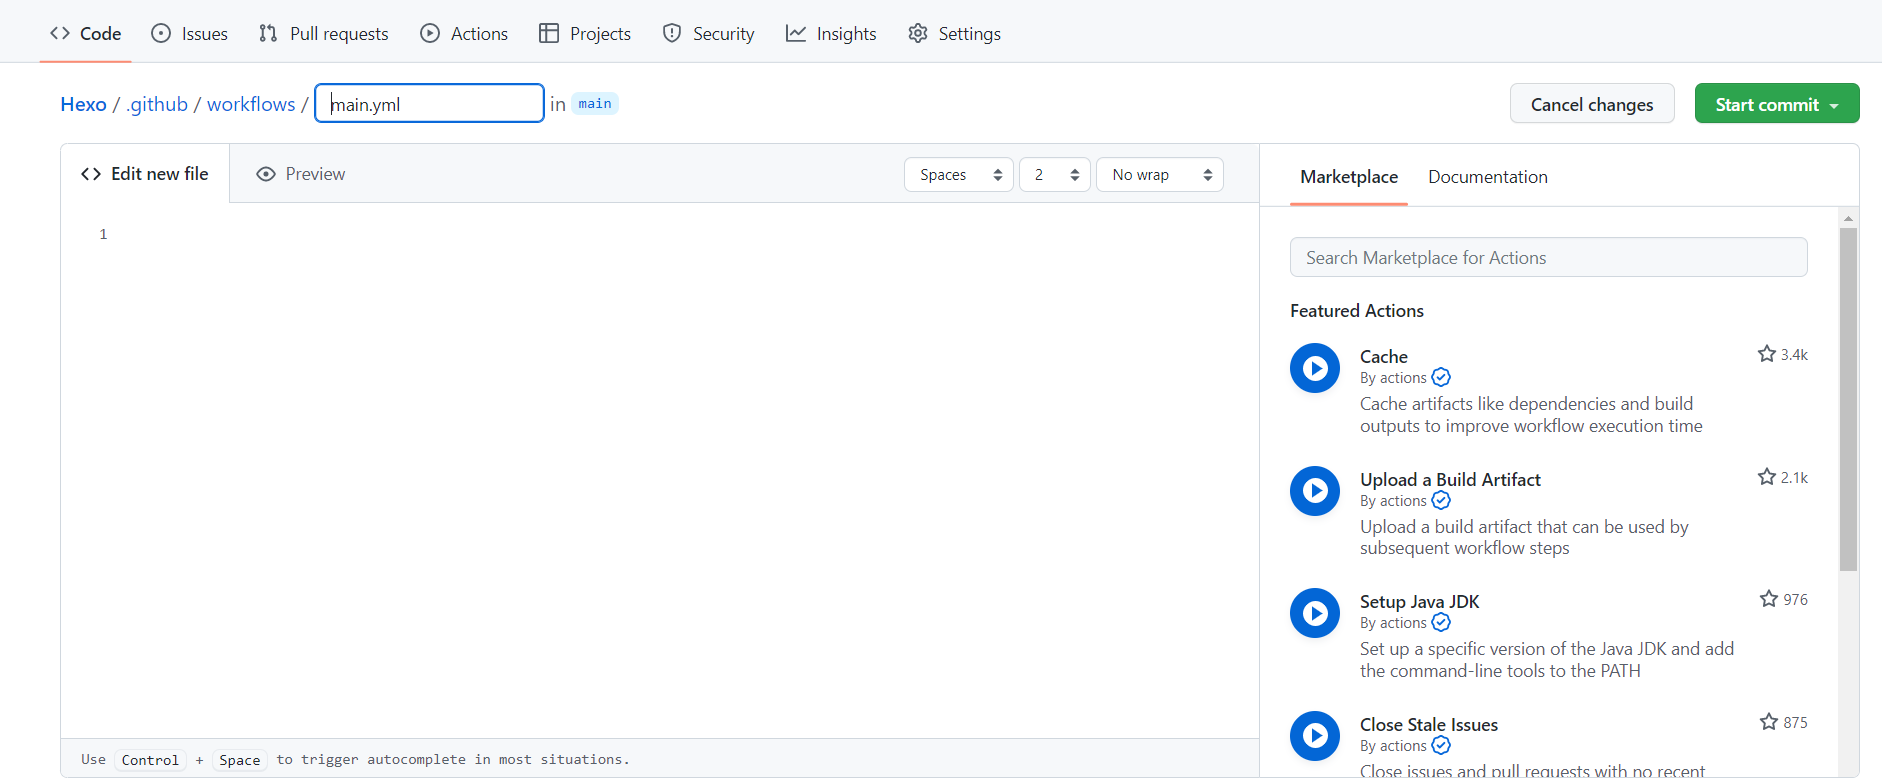 Code Issues Pull requests Actions Projects Security Insights Settings
Hexo / .github / workflows / main.yml in main Cancel changes Start commit
Edit new file Preview Spaces 2 No wrap
1
Use Control + Space to trigger autocomplete in most situations.
Marketplace Documentation
Search Marketplace for Actions
Featured Actions
Cache 3.4k
By actions
Cache artifacts like dependencies and build
outputs to improve workflow execution time
Upload a Build Artifact 2.1k
By actions
Upload a build artifact that can be used by
subsequent workflow steps
Setup Java JDK 976
By actions
Set up a specific version of the Java JDK and add
the command-line tools to the PATH
Close Stale Issues 875
By actions
Close issues and pull requests with no recent